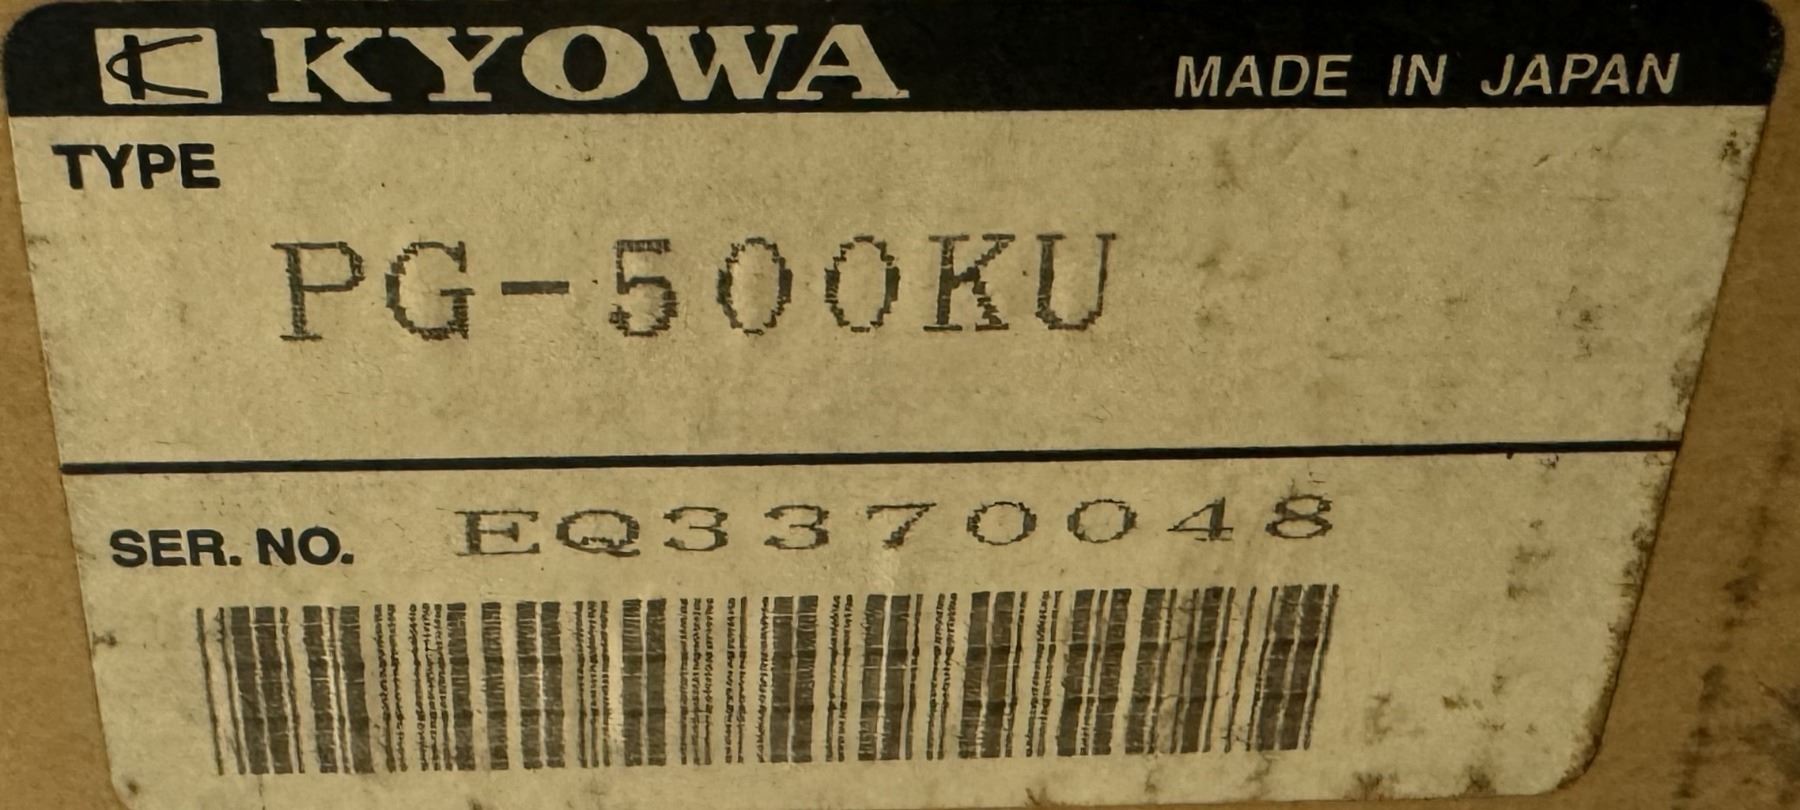 KYOWA MADE IN JAPAN
TYPE
PG-500KU
SER. NO. EQ3370048